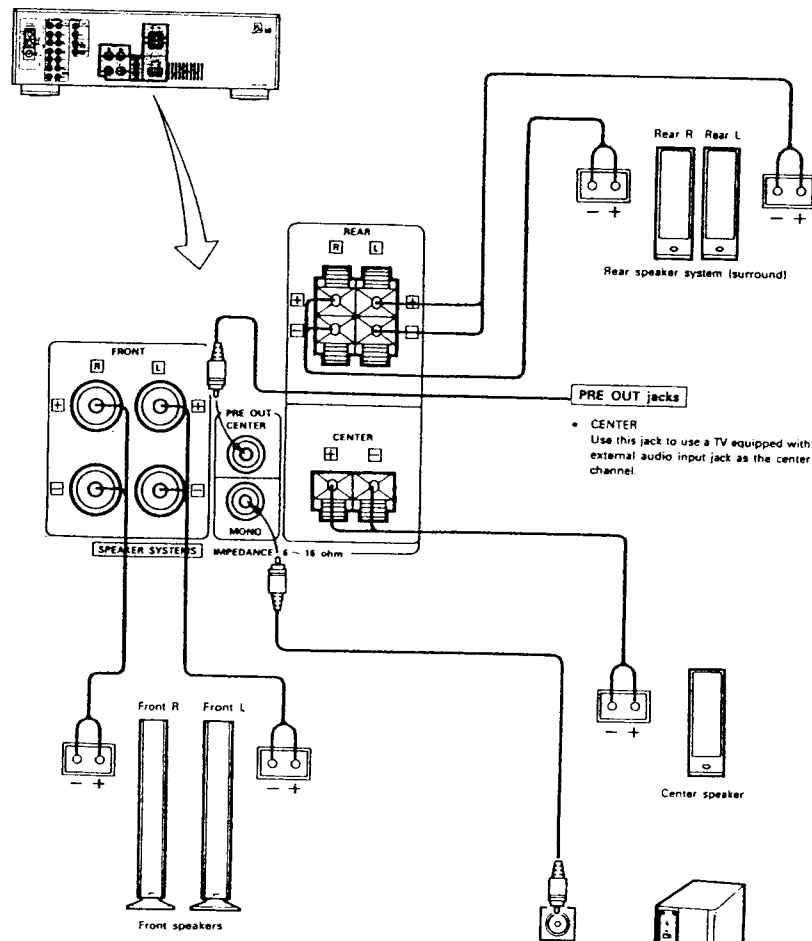 Rear R Rear L
− + − +
Rear speaker system (surround)
REAR
R L
+ +
− −
FRONT
R L
+ +
− −
PRE OUT
CENTER
MONO
CENTER
+ −
SPEAKER SYSTEMS IMPEDANCE 6 ~ 16 ohm
PRE OUT jacks
• CENTER
Use this jack to use a TV equipped with
external audio input jack as the center
channel.
− +
Center speaker
Front R Front L
− + − +
Front speakers